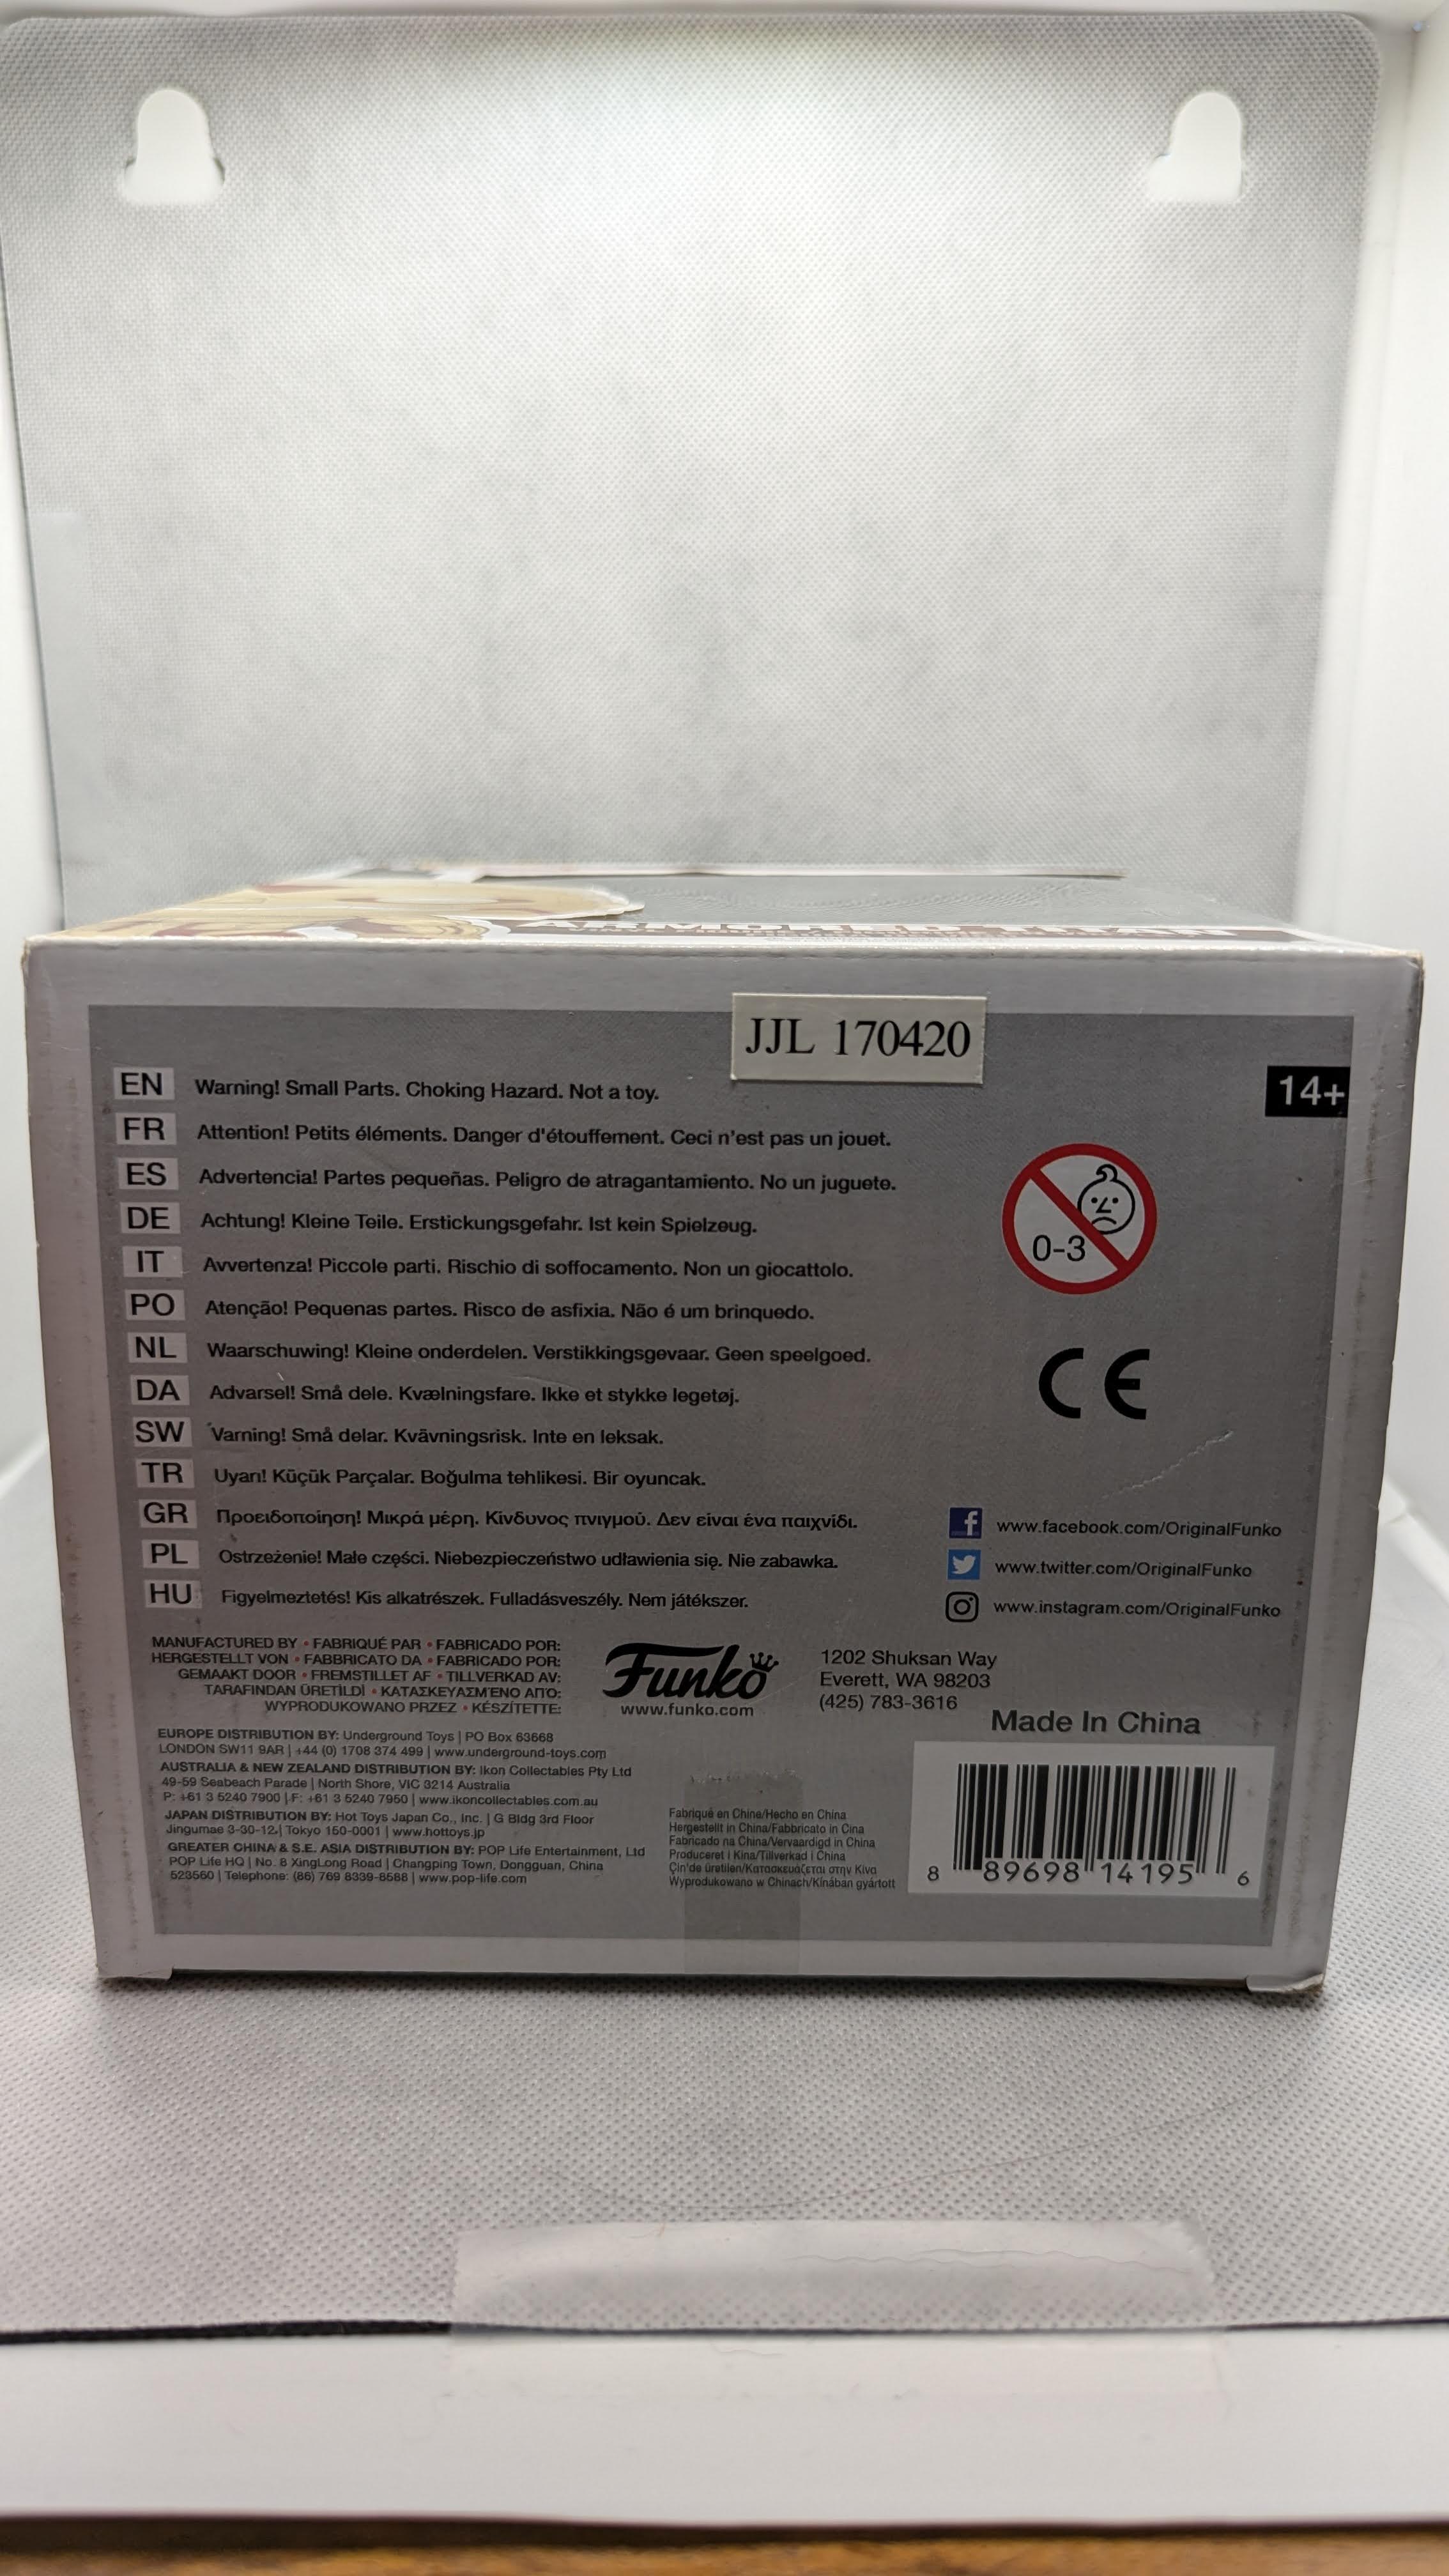 ARMORED TITAN
JJL 170420
14+
EN Warning! Small Parts. Choking Hazard. Not a toy.
FR Attention! Petits éléments. Danger d'étouffement. Ceci n'est pas un jouet.
ES Advertencia! Partes pequeñas. Peligro de atragantamiento. No un juguete.
DE Achtung! Kleine Teile. Erstickungsgefahr. Ist kein Spielzeug.
IT Avvertenza! Piccole parti. Rischio di soffocamento. Non un giocattolo.
PO Atenção! Pequenas partes. Risco de asfixia. Não é um brinquedo.
NL Waarschuwing! Kleine onderdelen. Verstikkingsgevaar. Geen speelgoed.
DA Advarsel! Små dele. Kvælningsfare. Ikke et stykke legetøj.
SW Varning! Små delar. Kvävningsrisk. Inte en leksak.
TR Uyarı! Küçük Parçalar. Boğulma tehlikesi. Bir oyuncak.
GR Προειδοποίηση! Μικρά μέρη. Κίνδυνος πνιγμού. Δεν είναι ένα παιχνίδι.
PL Ostrzeżenie! Małe części. Niebezpieczeństwo udławienia się. Nie zabawka.
HU Figyelmeztetés! Kis alkatrészek. Fulladásveszély. Nem játékszer.
0-3
CE
www.facebook.com/OriginalFunko
www.twitter.com/OriginalFunko
www.instagram.com/OriginalFunko
MANUFACTURED BY • FABRIQUÉ PAR • FABRICADO POR:
HERGESTELLT VON • FABBRICATO DA • FABRICADO POR:
GEMAAKT DOOR • FREMSTILLET AF • TILLVERKAD AV:
TARAFINDAN ÜRETİLDİ • ΚΑΤΑΣΚΕΥΑΣΜΈΝΟ ΑΠΌ:
WYPRODUKOWANO PRZEZ • KÉSZÍTETTE:
Funko
www.funko.com
1202 Shuksan Way
Everett, WA 98203
(425) 783-3616
Made In China
EUROPE DISTRIBUTION BY: Underground Toys | PO Box 63668
LONDON SW11 9AR | +44 (0) 1708 374 499 | www.underground-toys.com
AUSTRALIA & NEW ZEALAND DISTRIBUTION BY: Ikon Collectables Pty Ltd
49-59 Seabeach Parade | North Shore, VIC 3214 Australia
P: +61 3 5240 7900 | F: +61 3 5240 7950 | www.ikoncollectables.com.au
JAPAN DISTRIBUTION BY: Hot Toys Japan Co., Inc. | G Bldg 3rd Floor
Jingumae 3-30-12 | Tokyo 150-0001 | www.hottoys.jp
GREATER CHINA & S.E. ASIA DISTRIBUTION BY: POP Life Entertainment, Ltd
POP Life HQ | No. 8 XingLong Road | Changping Town, Dongguan, China
523560 | Telephone: (86) 769 8339-8588 | www.pop-life.com
Fabriqué en Chine/Hecho en China
Hergestellt in China/Fabbricato in Cina
Fabricado na China/Vervaardigd in China
Produceret i Kina/Tillverkad i China
Çin'de üretilen/Κατασκευάζεται στην Κίνα
Wyprodukowano w Chinach/Kínában gyártott
8 89698 14195 6